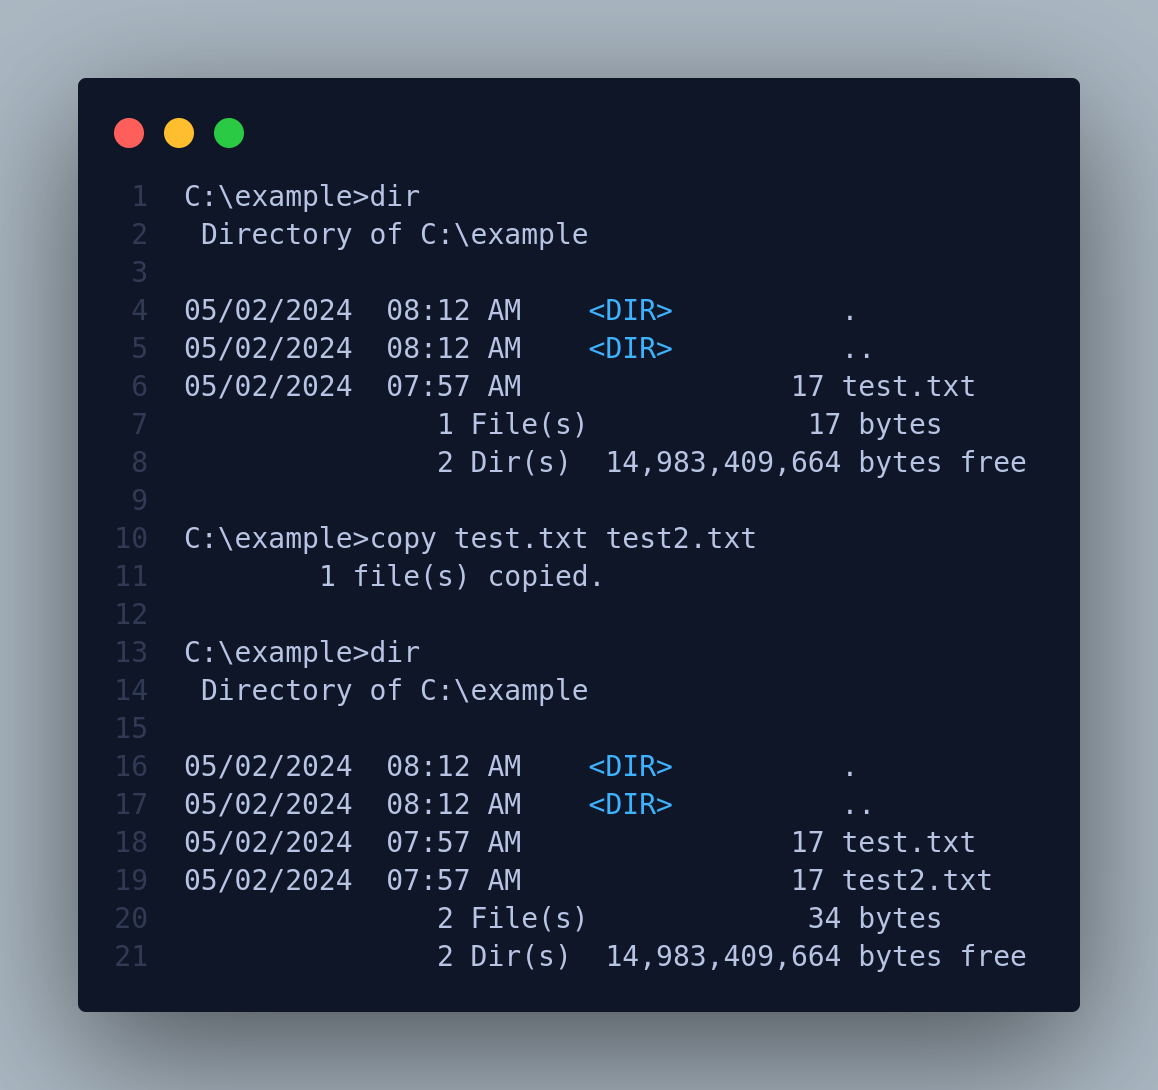 1 C:\example>dir
2  Directory of C:\example
3
4 05/02/2024  08:12 AM    <DIR>          .
5 05/02/2024  08:12 AM    <DIR>          ..
6 05/02/2024  07:57 AM                17 test.txt
7                1 File(s)             17 bytes
8                2 Dir(s)  14,983,409,664 bytes free
9
10 C:\example>copy test.txt test2.txt
11         1 file(s) copied.
12
13 C:\example>dir
14  Directory of C:\example
15
16 05/02/2024  08:12 AM    <DIR>          .
17 05/02/2024  08:12 AM    <DIR>          ..
18 05/02/2024  07:57 AM                17 test.txt
19 05/02/2024  07:57 AM                17 test2.txt
20                2 File(s)             34 bytes
21                2 Dir(s)  14,983,409,664 bytes free